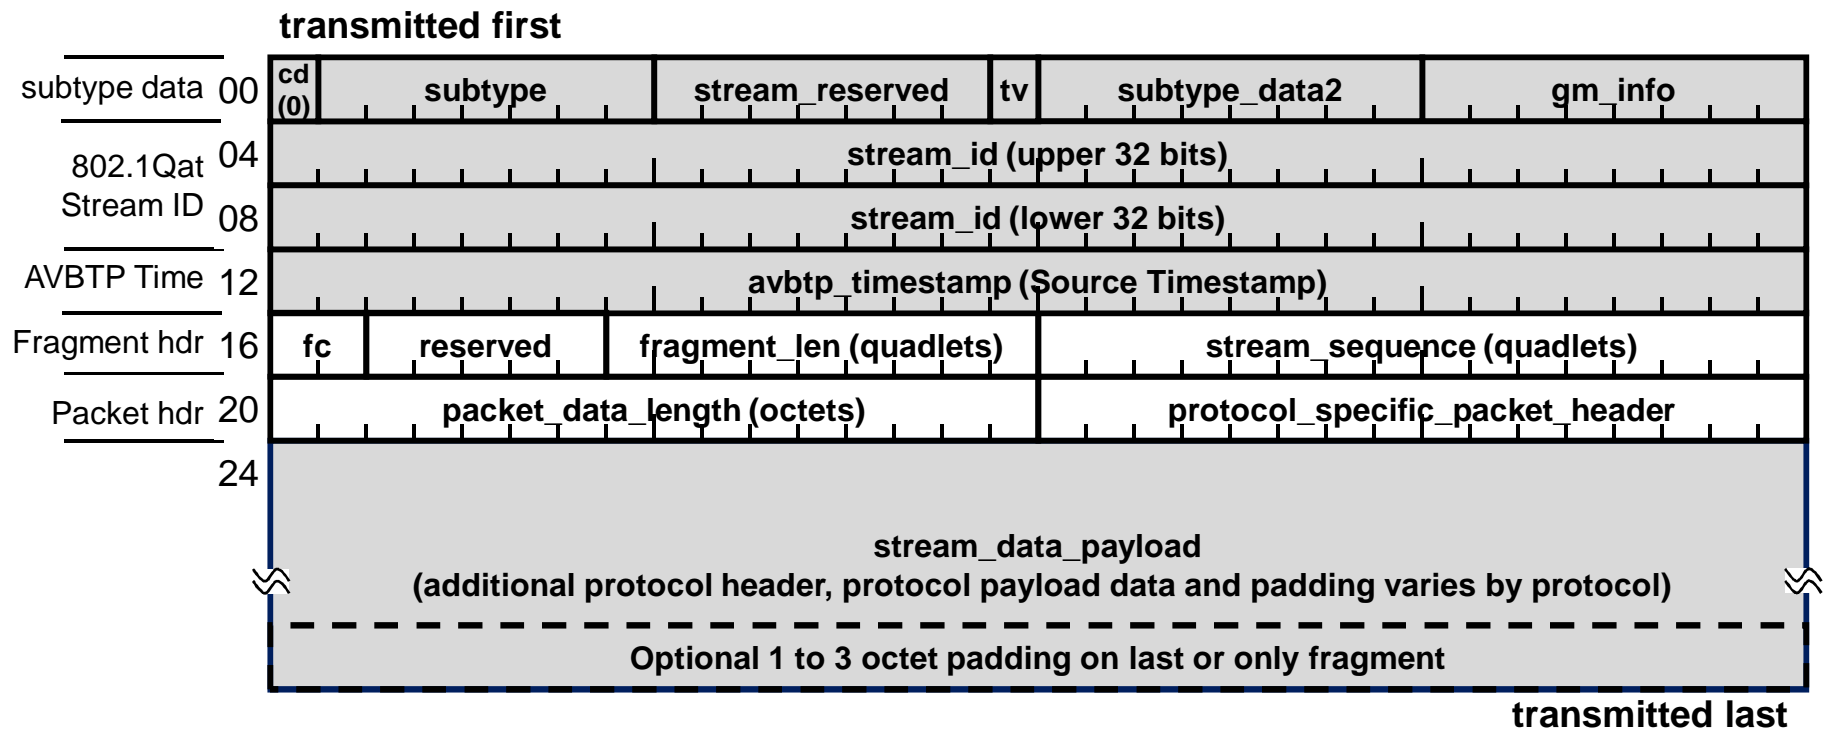 transmitted first
subtype data 00 cd (0) subtype stream_reserved tv subtype_data2 gm_info
802.1Qat Stream ID
04 stream_id (upper 32 bits)
08 stream_id (lower 32 bits)
AVBTP Time 12 avbtp_timestamp (Source Timestamp)
Fragment hdr 16 fc reserved fragment_len (quadlets) stream_sequence (quadlets)
Packet hdr 20 packet_data_length (octets) protocol_specific_packet_header
24
stream_data_payload
(additional protocol header, protocol payload data and padding varies by protocol)
Optional 1 to 3 octet padding on last or only fragment
transmitted last